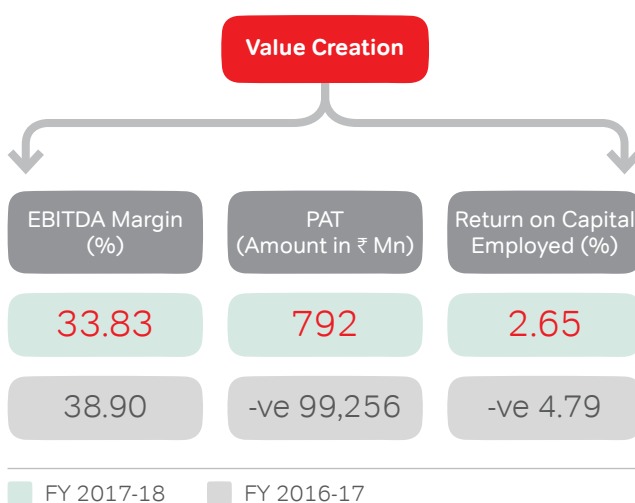 Value Creation
EBITDA Margin
(%)
PAT
(Amount in ₹ Mn)
Return on Capital
Employed (%)
33.83
792
2.65
38.90
-ve 99,256
-ve 4.79
FY 2017-18
FY 2016-17